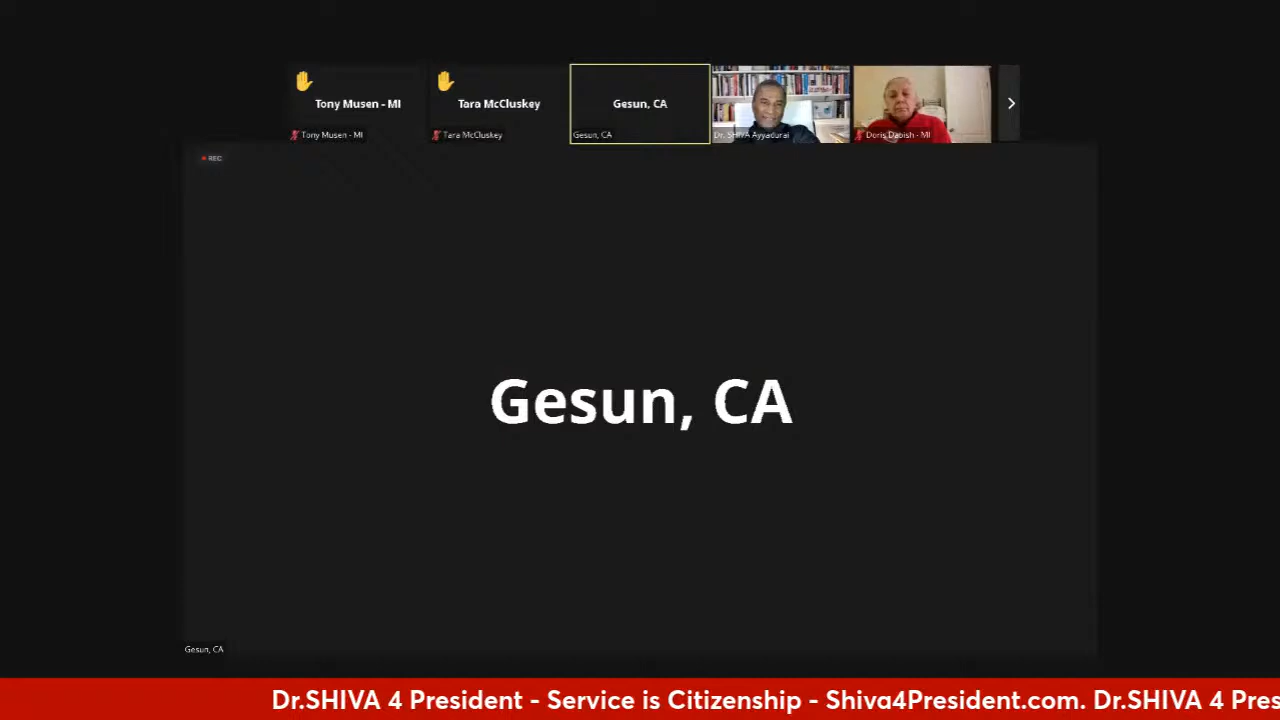 Tony Musen - MI
Tara McCluskey
Gesun, CA
Tony Musen - MI
Tara McCluskey
Gesun, CA
Dr. SHIVA Ayyadurai
Doris Dabish - MI
REC
Gesun, CA
Gesun, CA
Dr.SHIVA 4 President - Service is Citizenship - Shiva4President.com. Dr.SHIVA 4 Pres